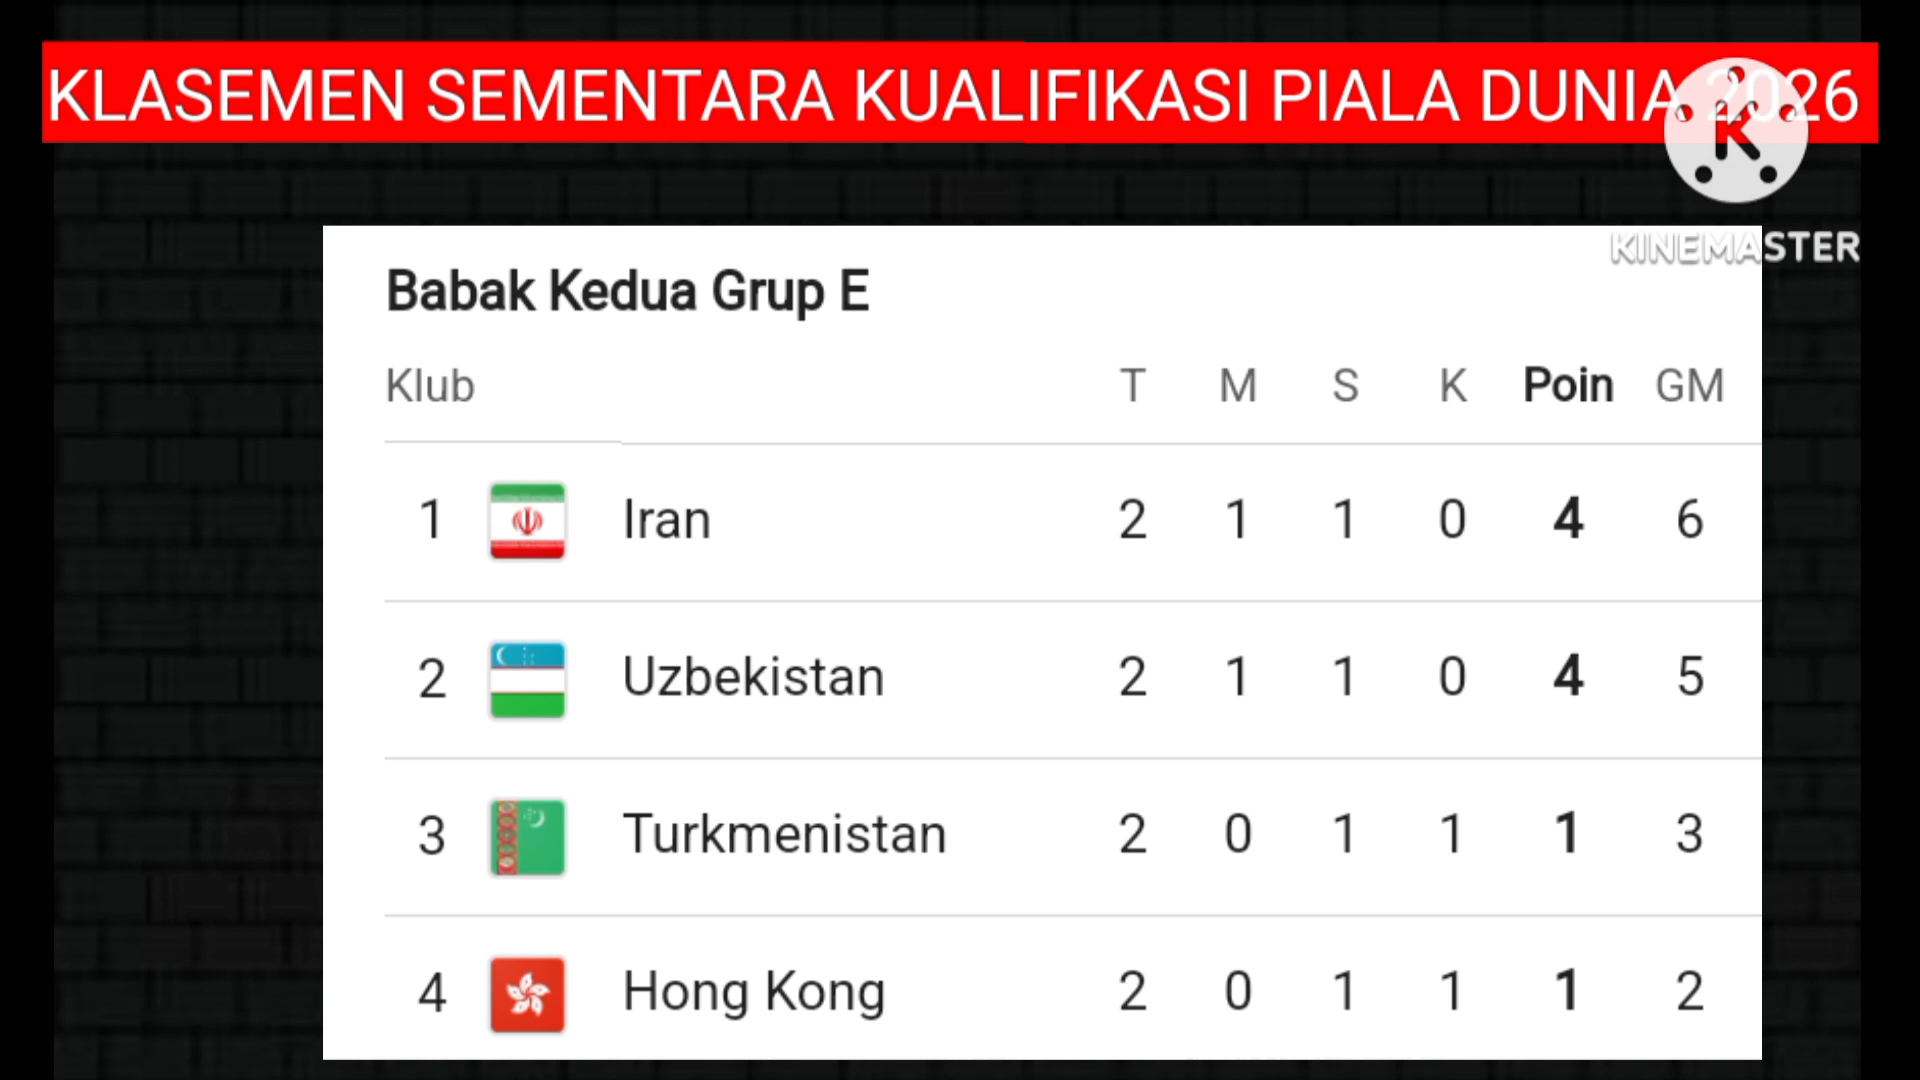 KLASEMEN SEMENTARA KUALIFIKASI PIALA DUNIA 2026
K
KINEMASTER
Babak Kedua Grup E
Klub T M S K Poin GM
1 Iran 2 1 1 0 4 6
2 Uzbekistan 2 1 1 0 4 5
3 Turkmenistan 2 0 1 1 1 3
4 Hong Kong 2 0 1 1 1 2